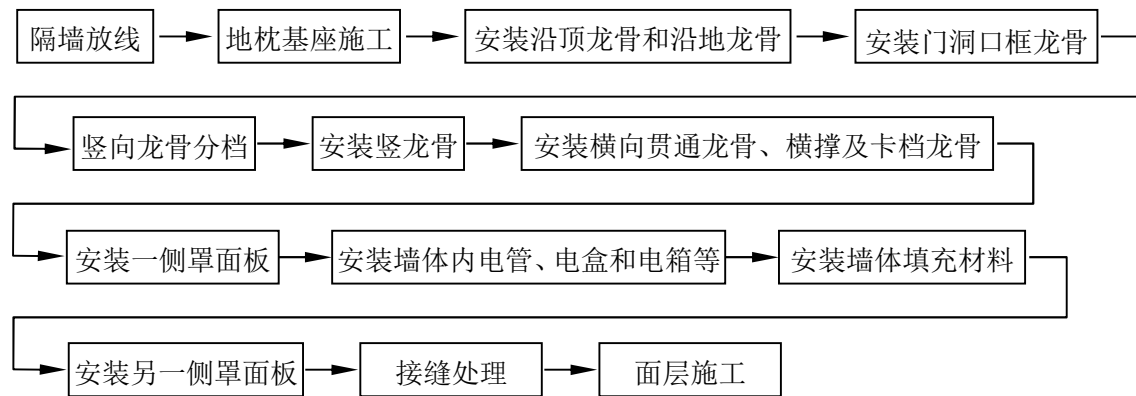 隔墙放线 地枕基座施工 安装沿顶龙骨和沿地龙骨 安装门洞口框龙骨
竖向龙骨分档 安装竖龙骨 安装横向贯通龙骨、横撑及卡档龙骨
安装一侧罩面板 安装墙体内电管、电盒和电箱等 安装墙体填充材料
安装另一侧罩面板 接缝处理 面层施工